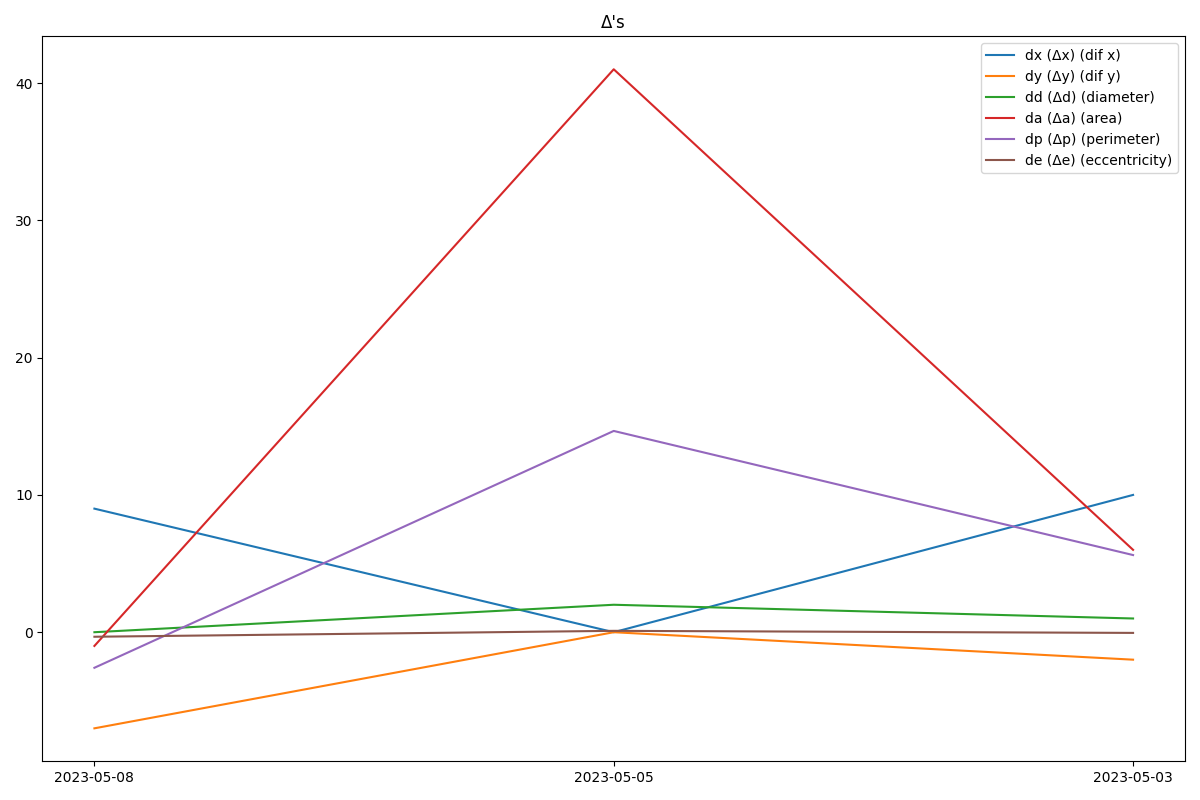 Δ's
dx (Δx) (dif x)
dy (Δy) (dif y)
dd (Δd) (diameter)
da (Δa) (area)
dp (Δp) (perimeter)
de (Δe) (eccentricity)
40
30
20
10
0
2023-05-08 2023-05-05 2023-05-03